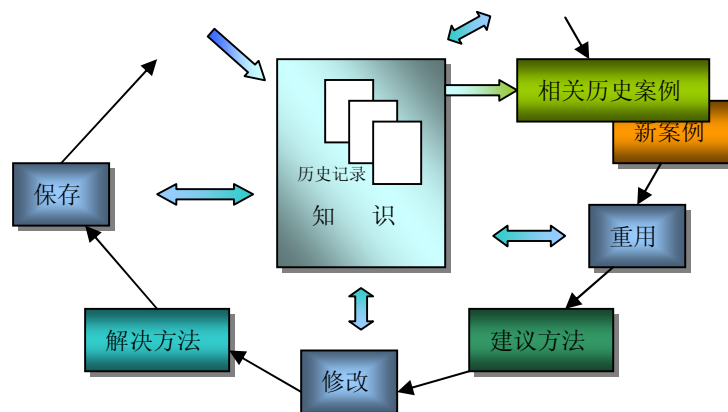 相关历史案例
新案例
历史记录
知 识
保存
重用
解决方法
建议方法
修改